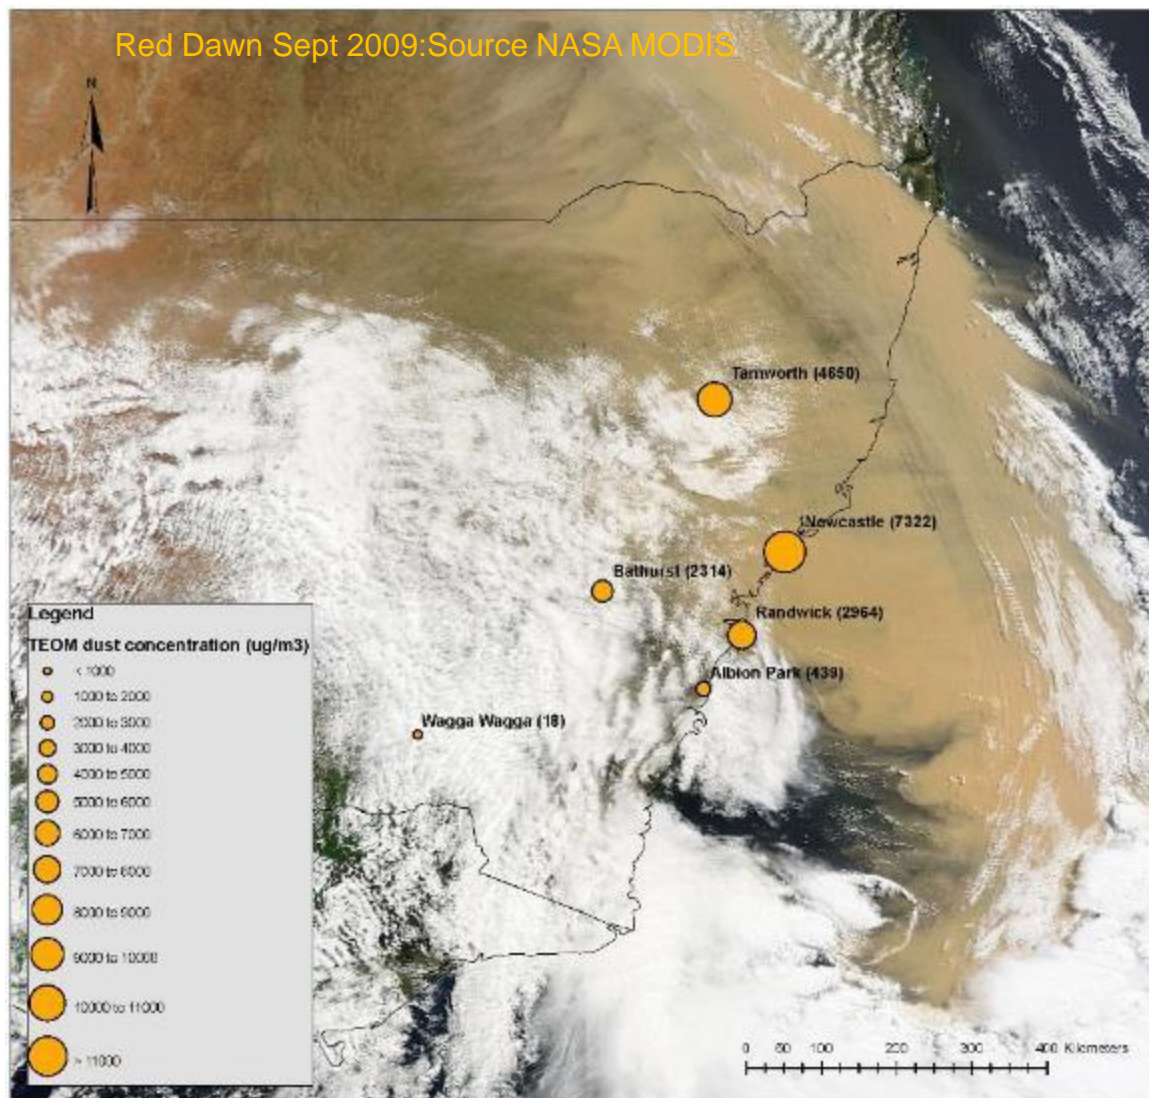 Red Dawn Sept 2009:Source NASA MODIS
N
Tamworth (4650)
Newcastle (7322)
Bathurst (2314)
Randwick (2964)
Albion Park (439)
Wagga Wagga (18)
Legend
TEOM dust concentration (ug/m3)
< 1000
1000 to 2000
2000 to 3000
3000 to 4000
4000 to 5000
5000 to 6000
6000 to 7000
7000 to 8000
8000 to 9000
9000 to 10000
10000 to 11000
> 11000
0 50 100 200 300 400 Kilometers